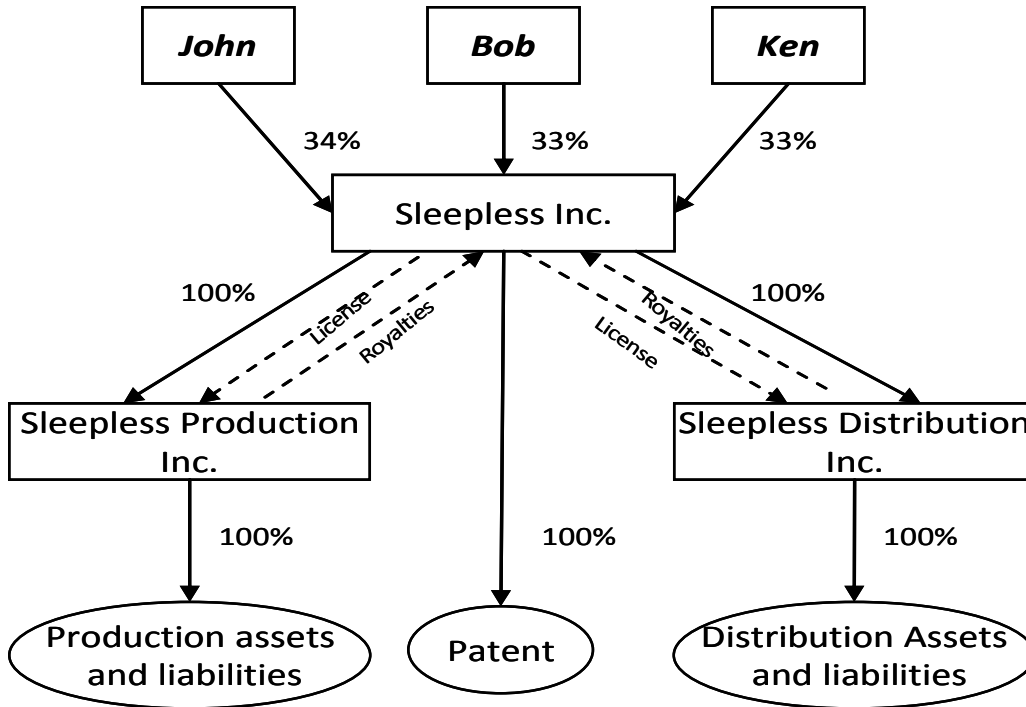 John
Bob
Ken
34%
33%
33%
Sleepless Inc.
100%
License
Royalties
License
Royalties
100%
Sleepless Production
Inc.
Sleepless Distribution
Inc.
100%
100%
100%
Production assets
and liabilities
Patent
Distribution Assets
and liabilities